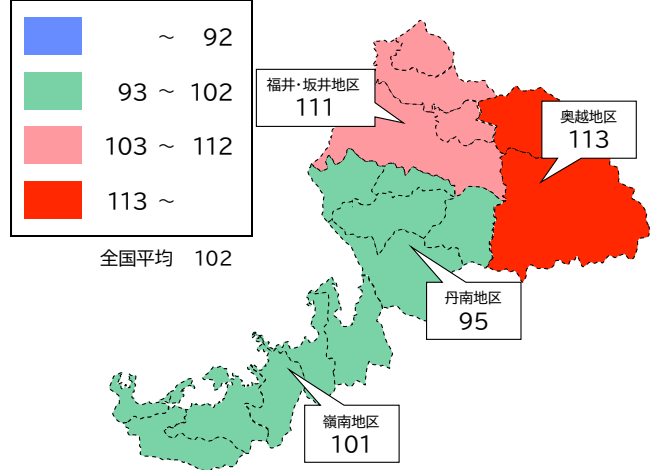 ～ 92
93 ～ 102
103 ～ 112
113 ～
全国平均 102
福井・坂井地区
111
奥越地区
113
丹南地区
95
嶺南地区
101